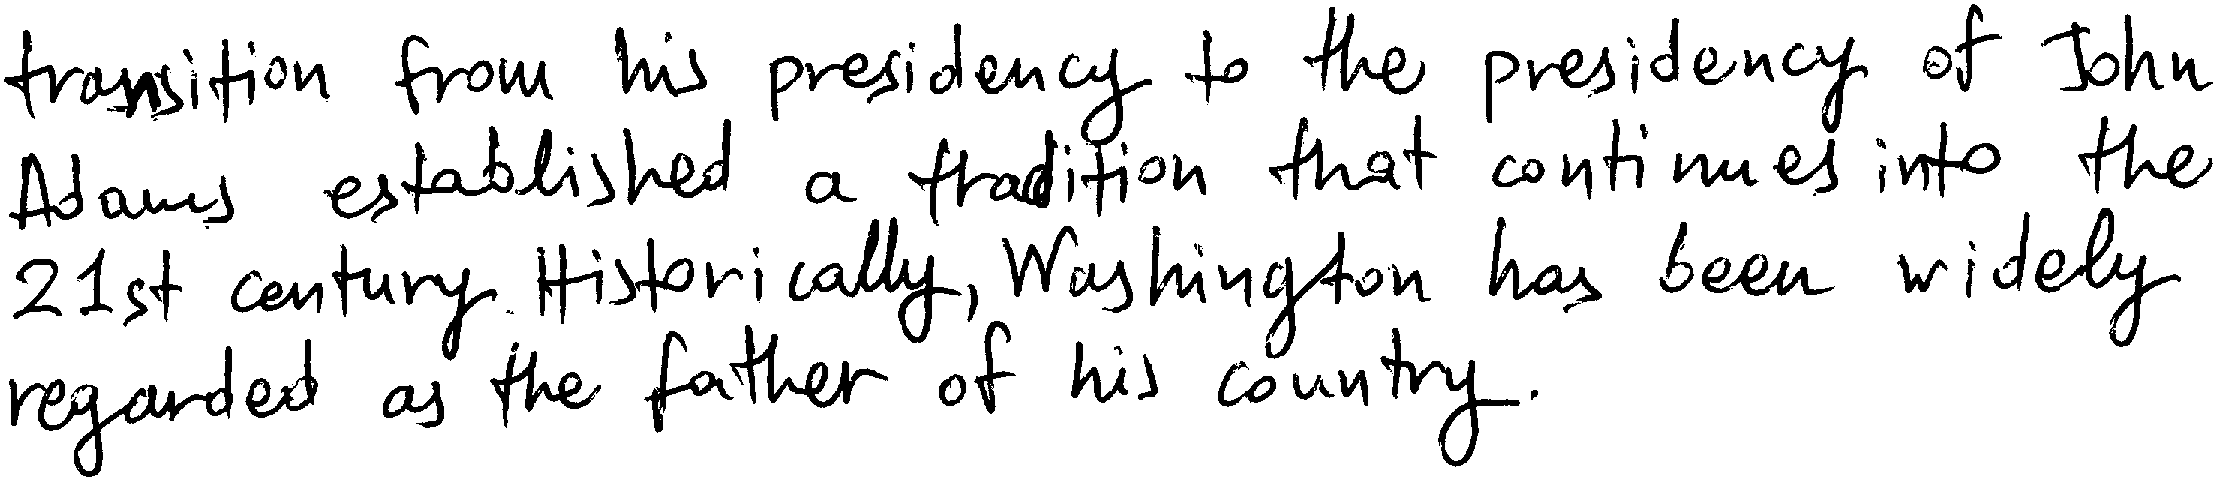 transition from his presidency to the presidency of John
Adams established a tradition that continues into the
21st century. Historically, Washington has been widely
regarded as the father of his country.